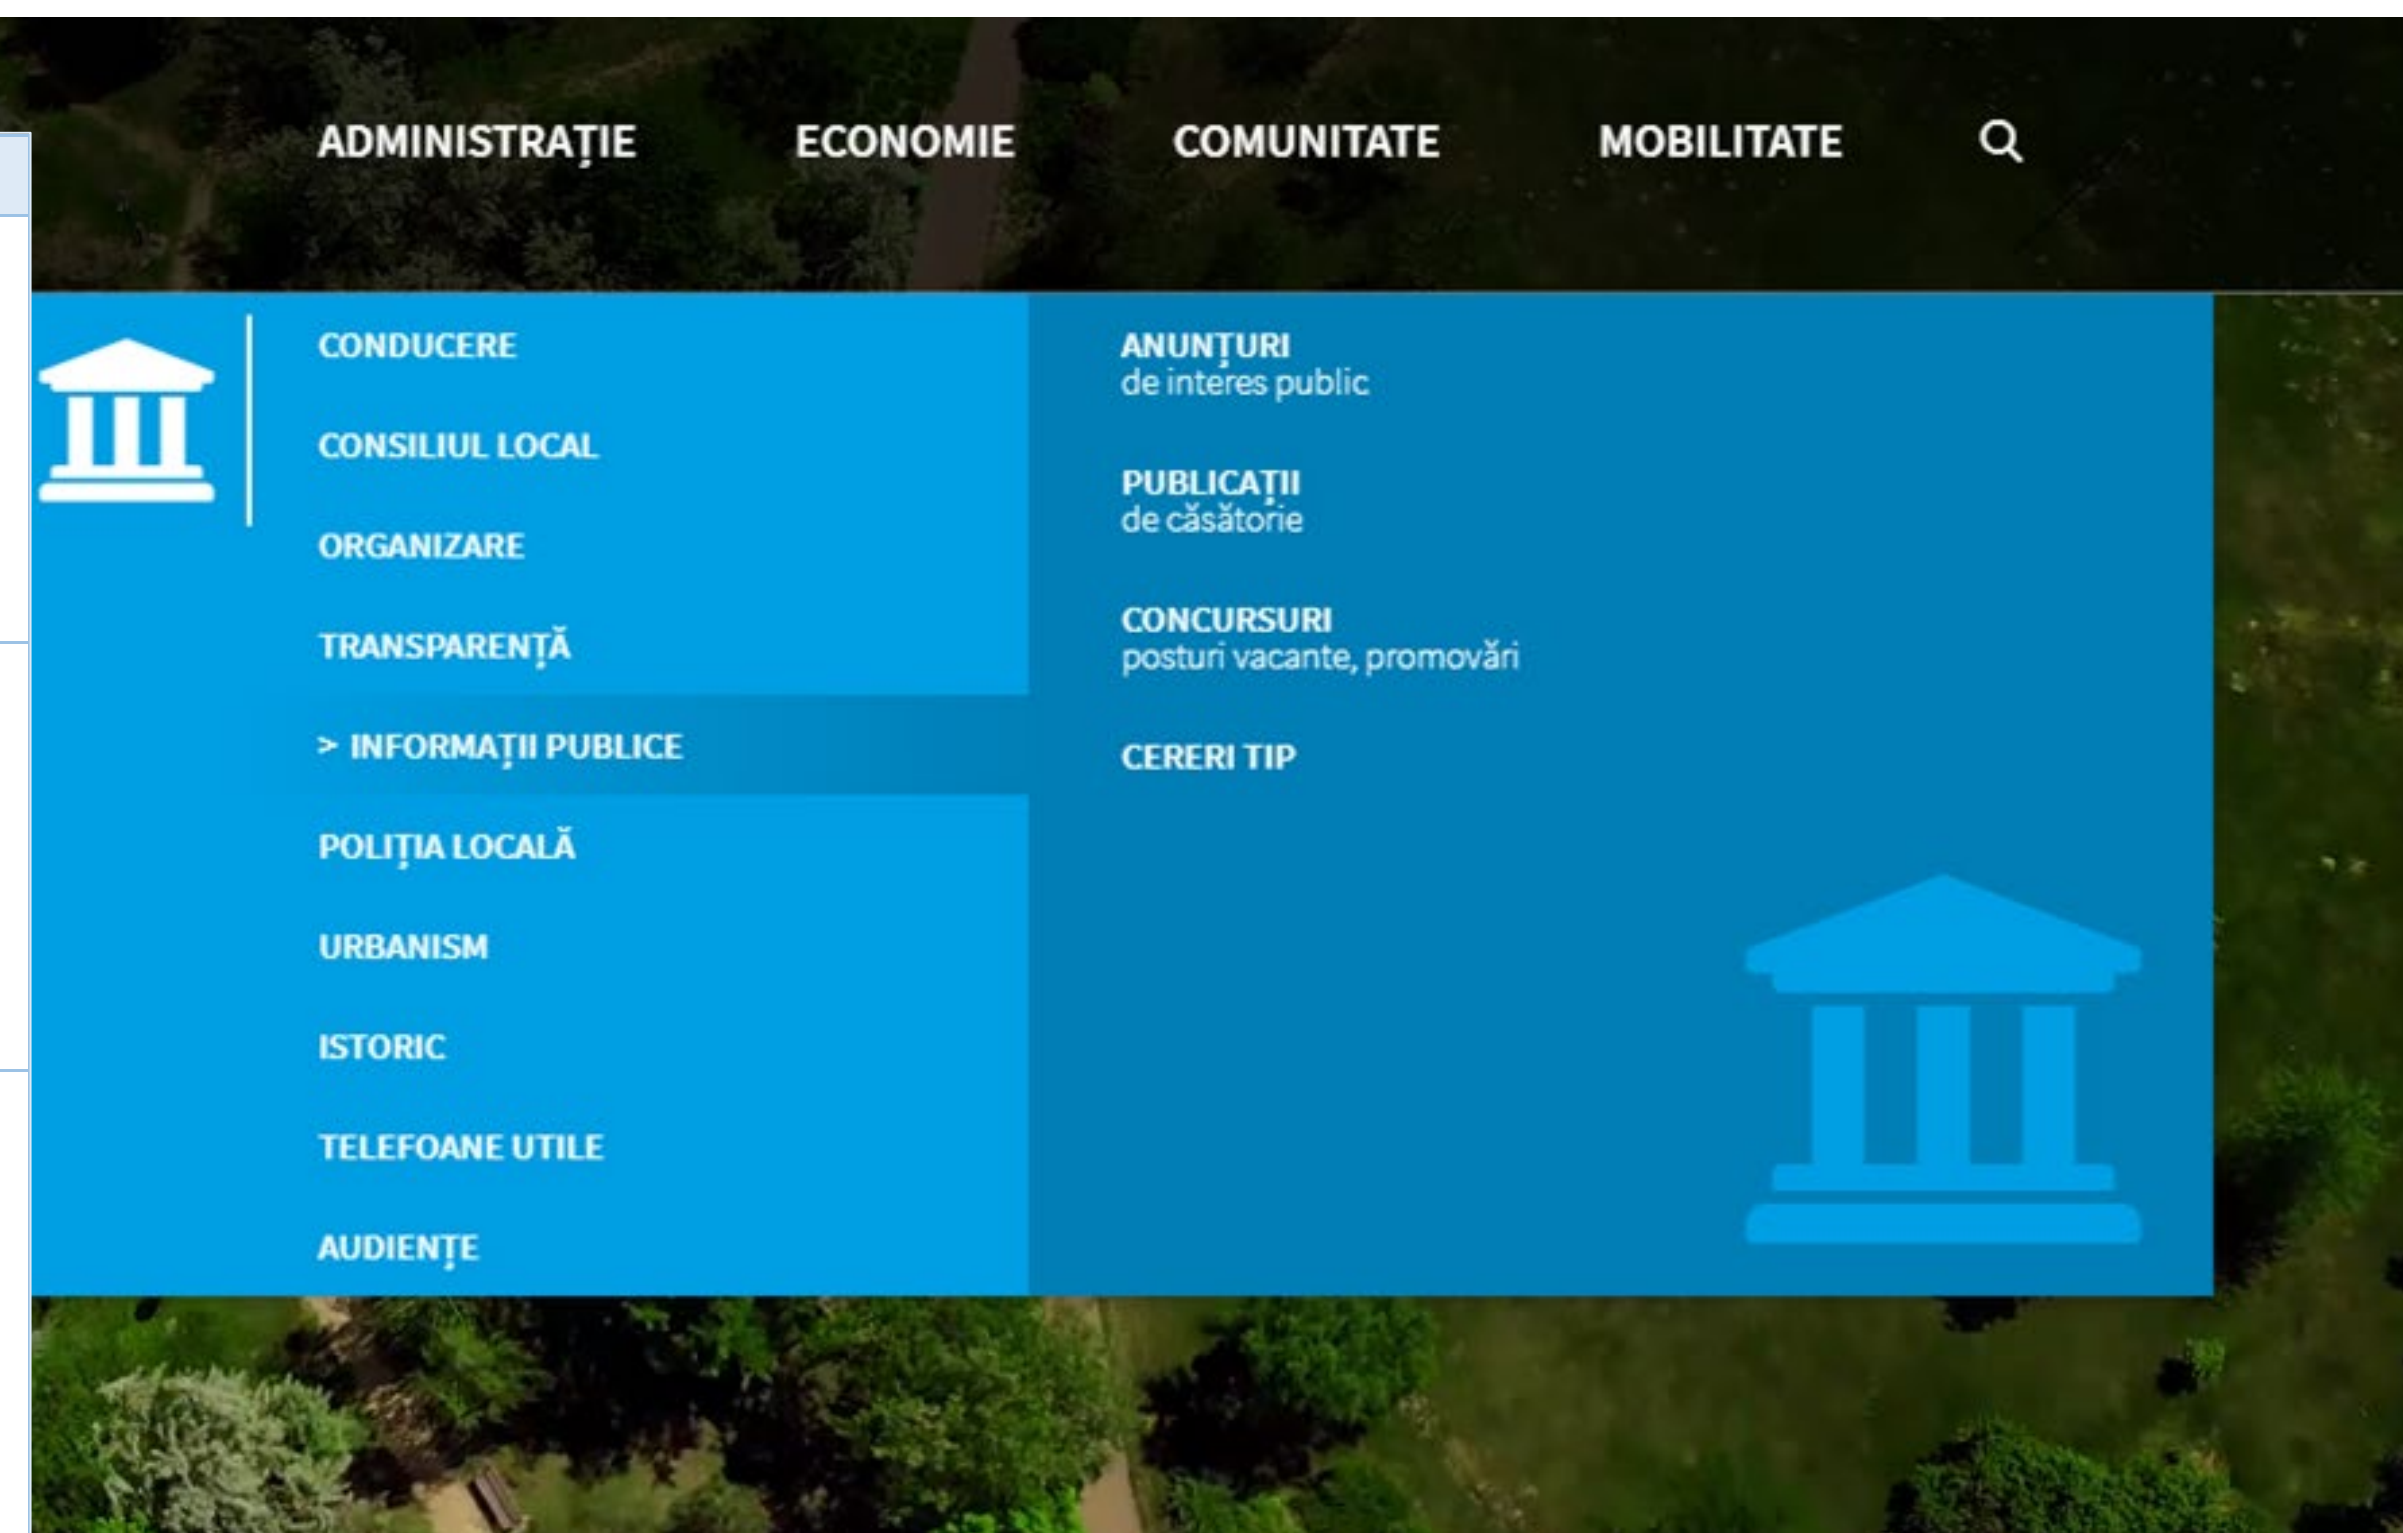 ADMINISTRAȚIE ECONOMIE COMUNITATE MOBILITATE
CONDUCERE
CONSILIUL LOCAL
ORGANIZARE
TRANSPARENȚĂ
> INFORMAȚII PUBLICE
POLIȚIA LOCALĂ
URBANISM
ISTORIC
TELEFOANE UTILE
AUDIENȚE
ANUNȚURI
de interes public
PUBLICAȚII
de căsătorie
CONCURSURI
posturi vacante, promovări
CERERI TIP